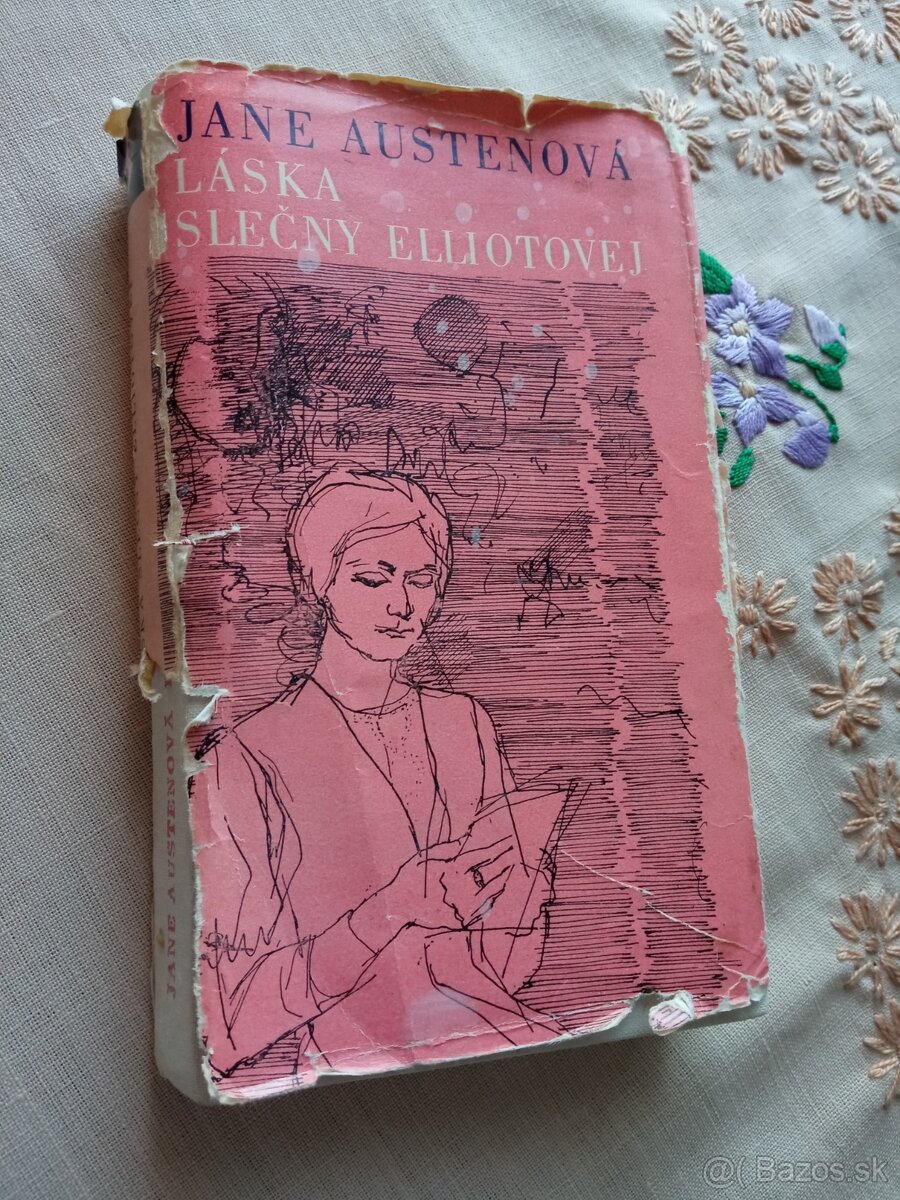 JANE AUSTENOVÁ
LÁSKA
SLEČNY ELLIOTOVEJ
JANE AUSTENOVÁ
@( Bazos.sk